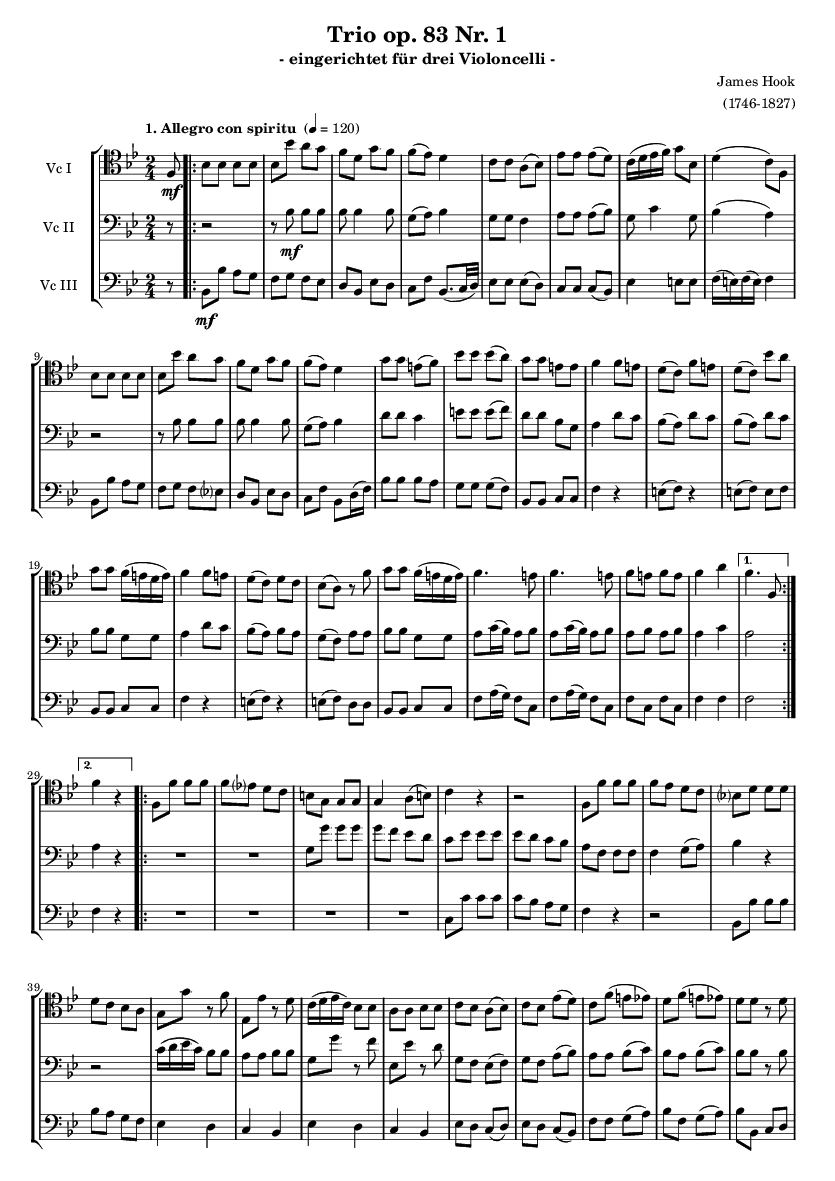 Trio op. 83 Nr. 1
- eingerichtet für drei Violoncelli -
James Hook
(1746-1827)
1. Allegro con spiritu (♩ = 120)
Vc I
mf
Vc II
mf
Vc III
mf
9
19
1.
29
2.
39